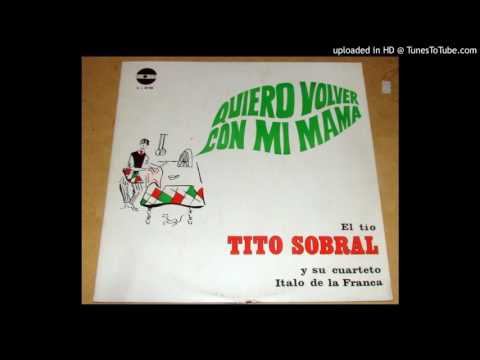 uploaded in HD @ TunesToTube.com
QUIERO VOLVER
CON MI MAMA
El tío
TITO SOBRAL
y su cuarteto
Italo de la Franca